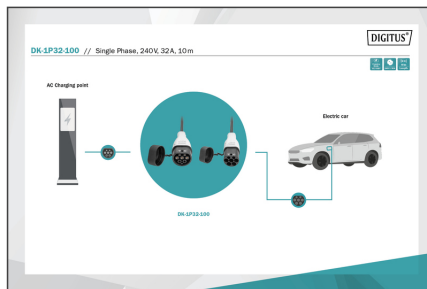 DIGITUS®
DK-1P32-100 // Single Phase, 240V, 32A, 10m
AC Charging point
Electric car
DK-1P32-100